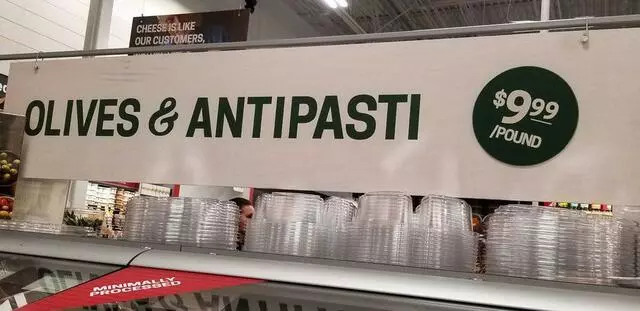 CHEESE IS LIKE
OUR CUSTOMERS,
OLIVES & ANTIPASTI
$9.99
/POUND
MINIMALLY
PROCESSED